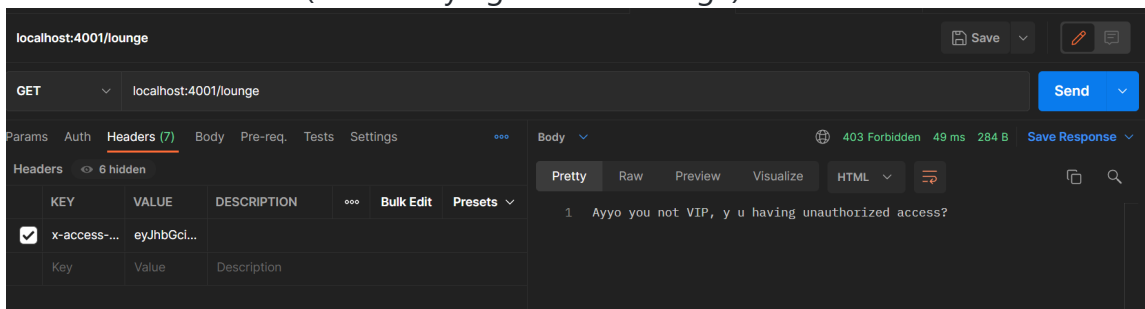 localhost:4001/lounge
Save
GET
localhost:4001/lounge
Send
Params Auth Headers (7) Body Pre-req. Tests Settings
Headers 6 hidden
KEY VALUE DESCRIPTION Bulk Edit Presets
x-access-... eyJhbGci...
Key Value Description
Body
403 Forbidden 49 ms 284 B Save Response
Pretty Raw Preview Visualize HTML
1 Ayyo you not VIP, y u having unauthorized access?